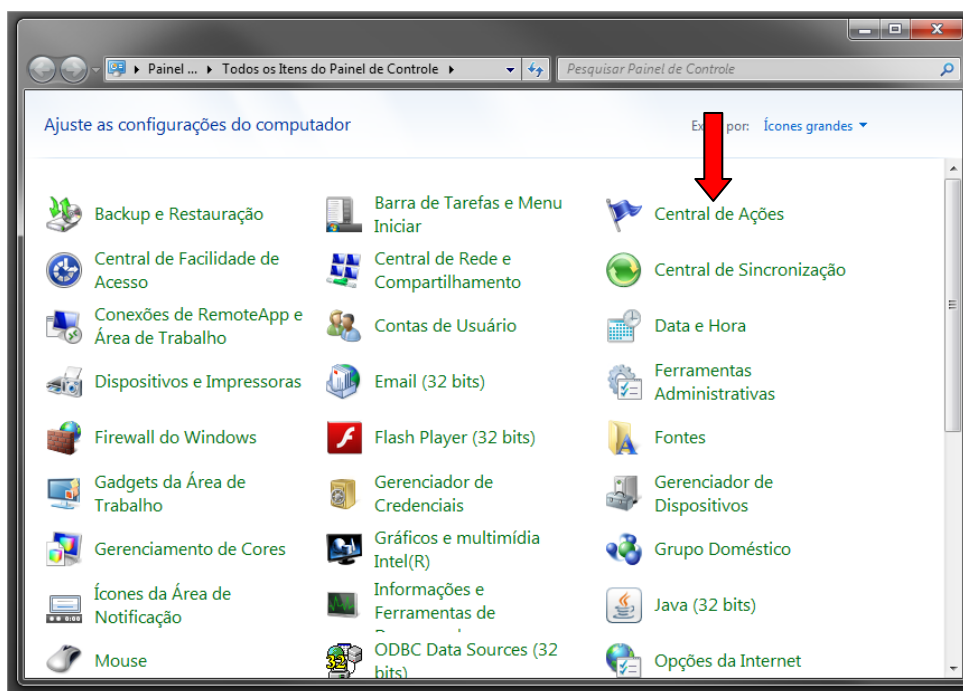 Painel ... ▸ Todos os Itens do Painel de Controle ▸
Pesquisar Painel de Controle
Ajuste as configurações do computador
por: Ícones grandes
Backup e Restauração
Barra de Tarefas e Menu
Iniciar
Central de Ações
Central de Facilidade de
Acesso
Central de Rede e
Compartilhamento
Central de Sincronização
Conexões de RemoteApp e
Área de Trabalho
Contas de Usuário
Data e Hora
Dispositivos e Impressoras
Email (32 bits)
Ferramentas
Administrativas
Firewall do Windows
Flash Player (32 bits)
Fontes
Gadgets da Área de
Trabalho
Gerenciador de
Credenciais
Gerenciador de
Dispositivos
Gerenciamento de Cores
Gráficos e multimídia
Intel(R)
Grupo Doméstico
Ícones da Área de
Notificação
Informações e
Ferramentas de
Java (32 bits)
Mouse
ODBC Data Sources (32
bits)
Opções da Internet